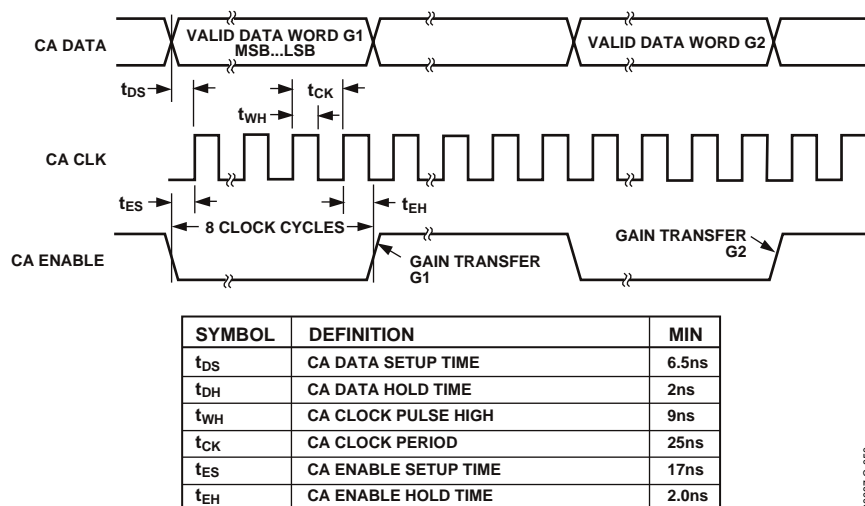 CA DATA
VALID DATA WORD G1
MSB...LSB
VALID DATA WORD G2
tDS
tCK
tWH
CA CLK
tES
tEH
8 CLOCK CYCLES
CA ENABLE
GAIN TRANSFER
G1
GAIN TRANSFER
G2
SYMBOL DEFINITION MIN
tDS CA DATA SETUP TIME 6.5ns
tDH CA DATA HOLD TIME 2ns
tWH CA CLOCK PULSE HIGH 9ns
tCK CA CLOCK PERIOD 25ns
tES CA ENABLE SETUP TIME 17ns
tEH CA ENABLE HOLD TIME 2.0ns